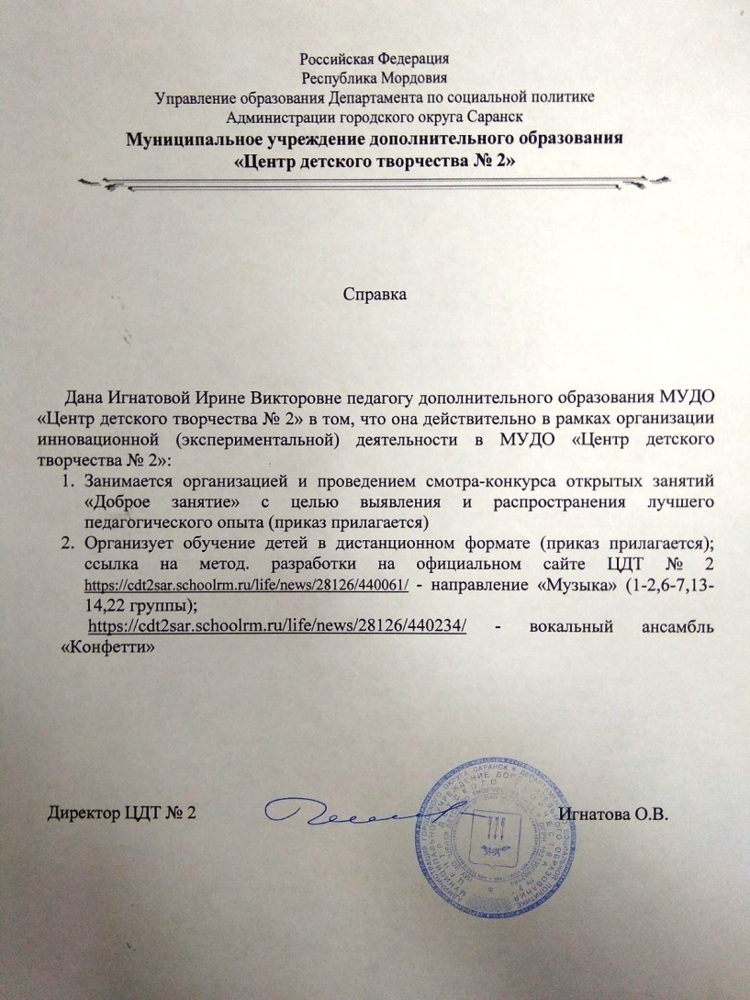 Российская Федерация
Республика Мордовия
Управление образования Департамента по социальной политике
Администрации городского округа Саранск
Муниципальное учреждение дополнительного образования
«Центр детского творчества № 2»
Справка
Дана Игнатовой Ирине Викторовне педагогу дополнительного образования МУДО
«Центр детского творчества № 2» в том, что она действительно в рамках организации
инновационной (экспериментальной) деятельности в МУДО «Центр детского
творчества № 2»:
1. Занимается организацией и проведением смотра-конкурса открытых занятий
«Доброе занятие» с целью выявления и распространения лучшего
педагогического опыта (приказ прилагается)
2. Организует обучение детей в дистанционном формате (приказ прилагается);
ссылка на метод. разработки на официальном сайте ЦДТ № 2
https://cdt2sar.schoolrm.ru/life/news/28126/440061/ - направление «Музыка» (1-2,6-7,13-
14,22 группы);
https://cdt2sar.schoolrm.ru/life/news/28126/440234/ - вокальный ансамбль
«Конфетти»
Директор ЦДТ № 2
Игнатова О.В.